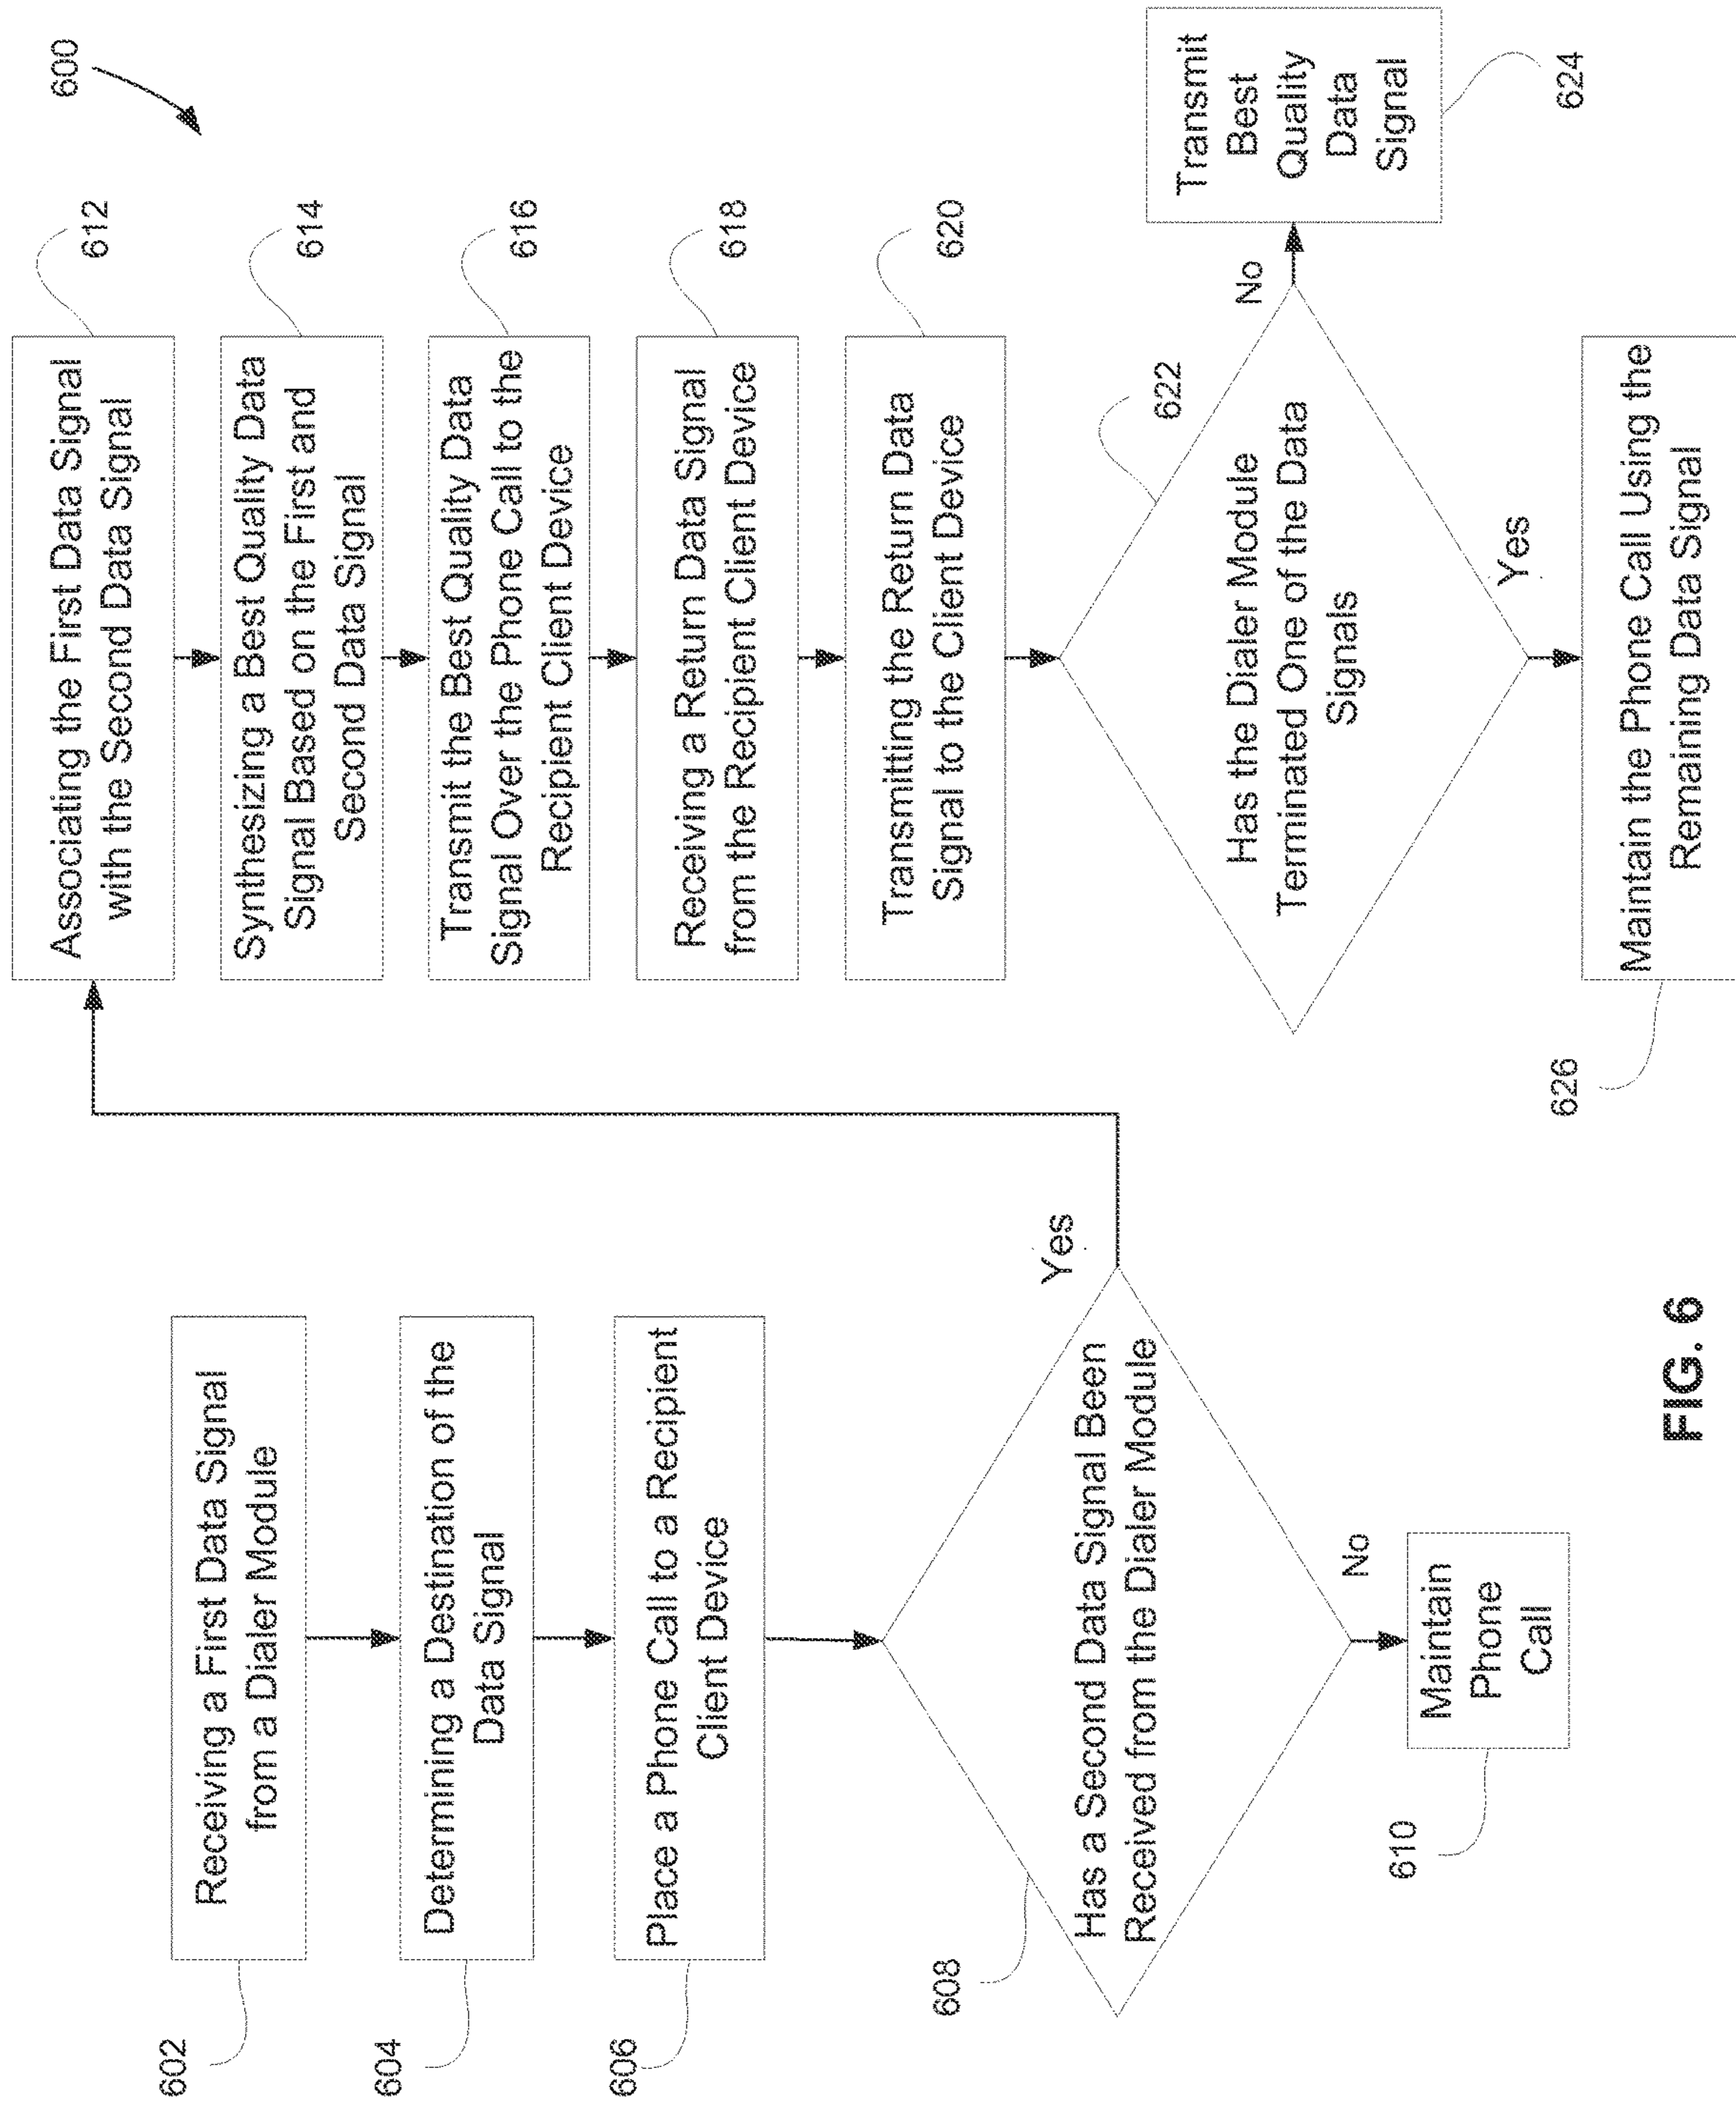 600
602
Receiving a First Data Signal
from a Dialer Module
604
Determining a Destination of the
Data Signal
606
Place a Phone Call to a Recipient
Client Device
608
Has a Second Data Signal Been
Received from the Dialer Module
Yes
No
610
Maintain
Phone
Call
Associating the First Data Signal
with the Second Data Signal
612
Synthesizing a Best Quality Data
Signal Based on the First and
Second Data Signal
614
Transmit the Best Quality Data
Signal Over the Phone Call to the
Recipient Client Device
616
Receiving a Return Data Signal
from the Recipient Client Device
618
Transmitting the Return Data
Signal to the Client Device
620
622
Has the Dialer Module
Terminated One of the Data
Signals
No
Transmit
Best
Quality
Data
Signal
624
Yes
626
Maintain the Phone Call Using the
Remaining Data Signal
FIG. 6